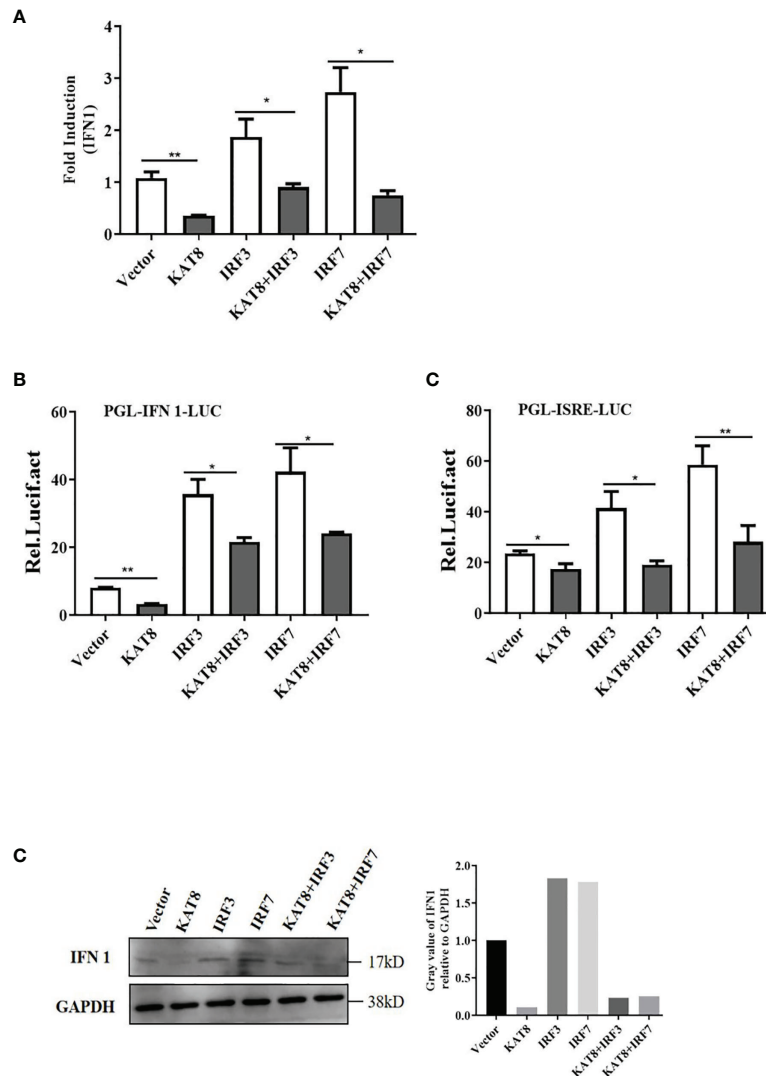 A
Fold Induction
(IFN1)
4
3
2
1
0
**
*
*
Vector
KAT8
IRF3
KAT8+IRF3
IRF7
KAT8+IRF7
B
PGL-IFN 1-LUC
Rel.Lucif.act
60
40
20
0
**
*
*
Vector
KAT8
IRF3
KAT8+IRF3
IRF7
KAT8+IRF7
C
PGL-ISRE-LUC
Rel.Lucif.act
80
60
40
20
0
*
*
**
Vector
KAT8
IRF3
KAT8+IRF3
IRF7
KAT8+IRF7
C
Vector
KAT8
IRF3
IRF7
KAT8+IRF3
KAT8+IRF7
IFN 1
17kD
GAPDH
38kD
Gray value of IFN1
relative to GAPDH
2.0
1.5
1.0
0.5
0.0
Vector
KAT8
IRF3
IRF7
KAT8+IRF3
KAT8+IRF7